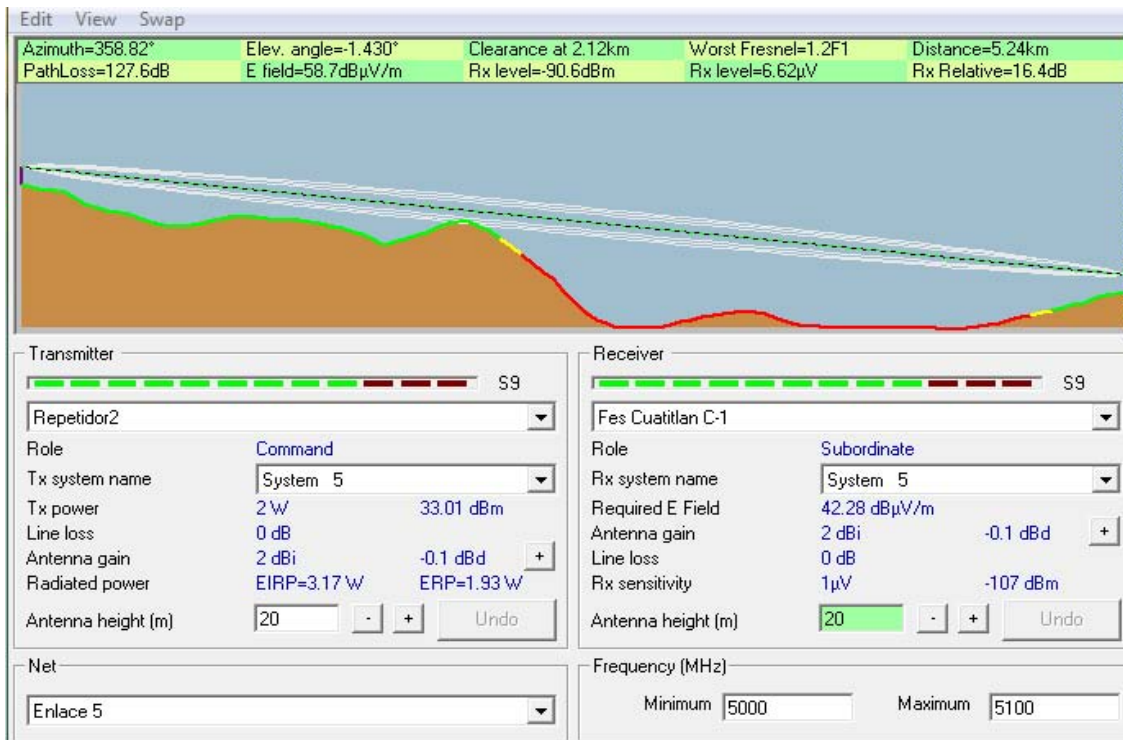 Edit View Swap
Azimuth=358.82° Elev. angle=-1.430° Clearance at 2.12km Worst Fresnel=1.2F1 Distance=5.24km
PathLoss=127.6dB E field=58.7dBμV/m Rx level=-90.6dBm Rx level=6.62μV Rx Relative=16.4dB
Transmitter
S9
Repetidor2
Role Command
Tx system name System 5
Tx power 2 W 33.01 dBm
Line loss 0 dB
Antenna gain 2 dBi -0.1 dBd +
Radiated power EIRP=3.17 W ERP=1.93 W
Antenna height (m) 20 - + Undo
Net
Enlace 5
Receiver
S9
Fes Cuatitlan C-1
Role Subordinate
Rx system name System 5
Required E Field 42.28 dBμV/m
Antenna gain 2 dBi -0.1 dBd +
Line loss 0 dB
Rx sensitivity 1μV -107 dBm
Antenna height (m) 20 - + Undo
Frequency (MHz)
Minimum 5000 Maximum 5100